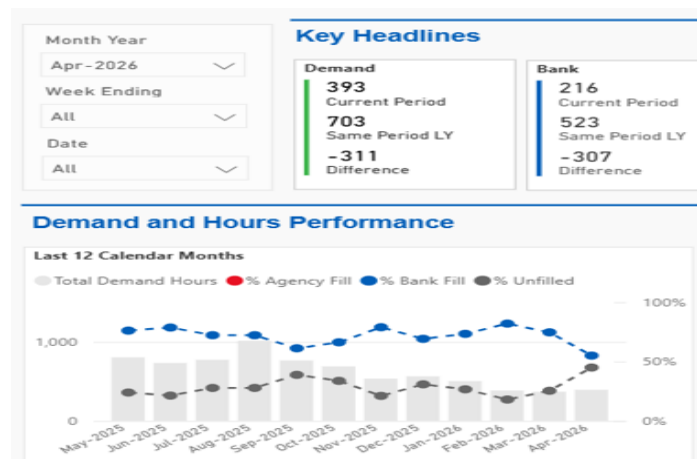 Month Year
Apr-2026
Week Ending
All
Date
All
Key Headlines
Demand
393
Current Period
703
Same Period LY
-311
Difference
Bank
216
Current Period
523
Same Period LY
-307
Difference
Demand and Hours Performance
Last 12 Calendar Months
Total Demand Hours % Agency Fill % Bank Fill % Unfilled
1,000
0
100%
50%
0%
May-2025 Jun-2025 Jul-2025 Aug-2025 Sep-2025 Oct-2025 Nov-2025 Dec-2025 Jan-2026 Feb-2026 Mar-2026 Apr-2026